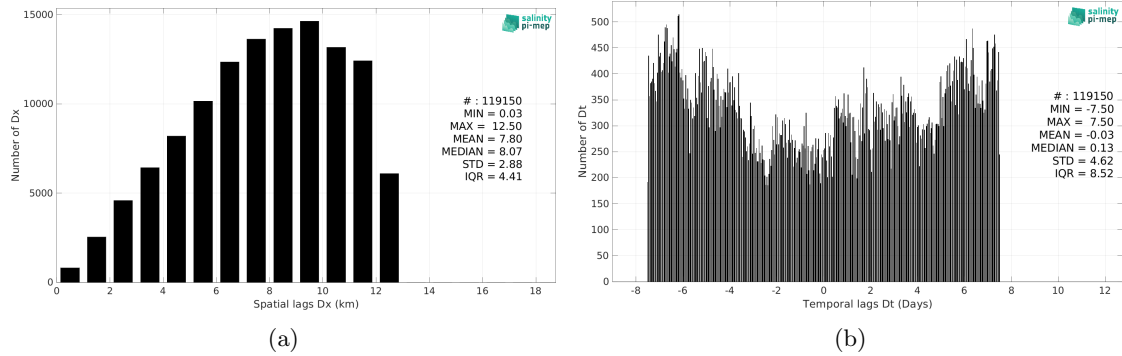 salinity
pi-mep
15000
10000
5000
0
Number of Dx
# : 119150
MIN = 0.03
MAX = 12.50
MEAN = 7.80
MEDIAN = 8.07
STD = 2.88
IQR = 4.41
0 2 4 6 8 10 12 14 16 18
Spatial lags Dx (km)
(a)
salinity
pi-mep
500
450
400
350
300
250
200
150
100
50
0
Number of Dt
# : 119150
MIN = -7.50
MAX = 7.50
MEAN = -0.03
MEDIAN = 0.13
STD = 4.62
IQR = 8.52
-8 -6 -4 -2 0 2 4 6 8 10 12
Temporal lags Dt (Days)
(b)